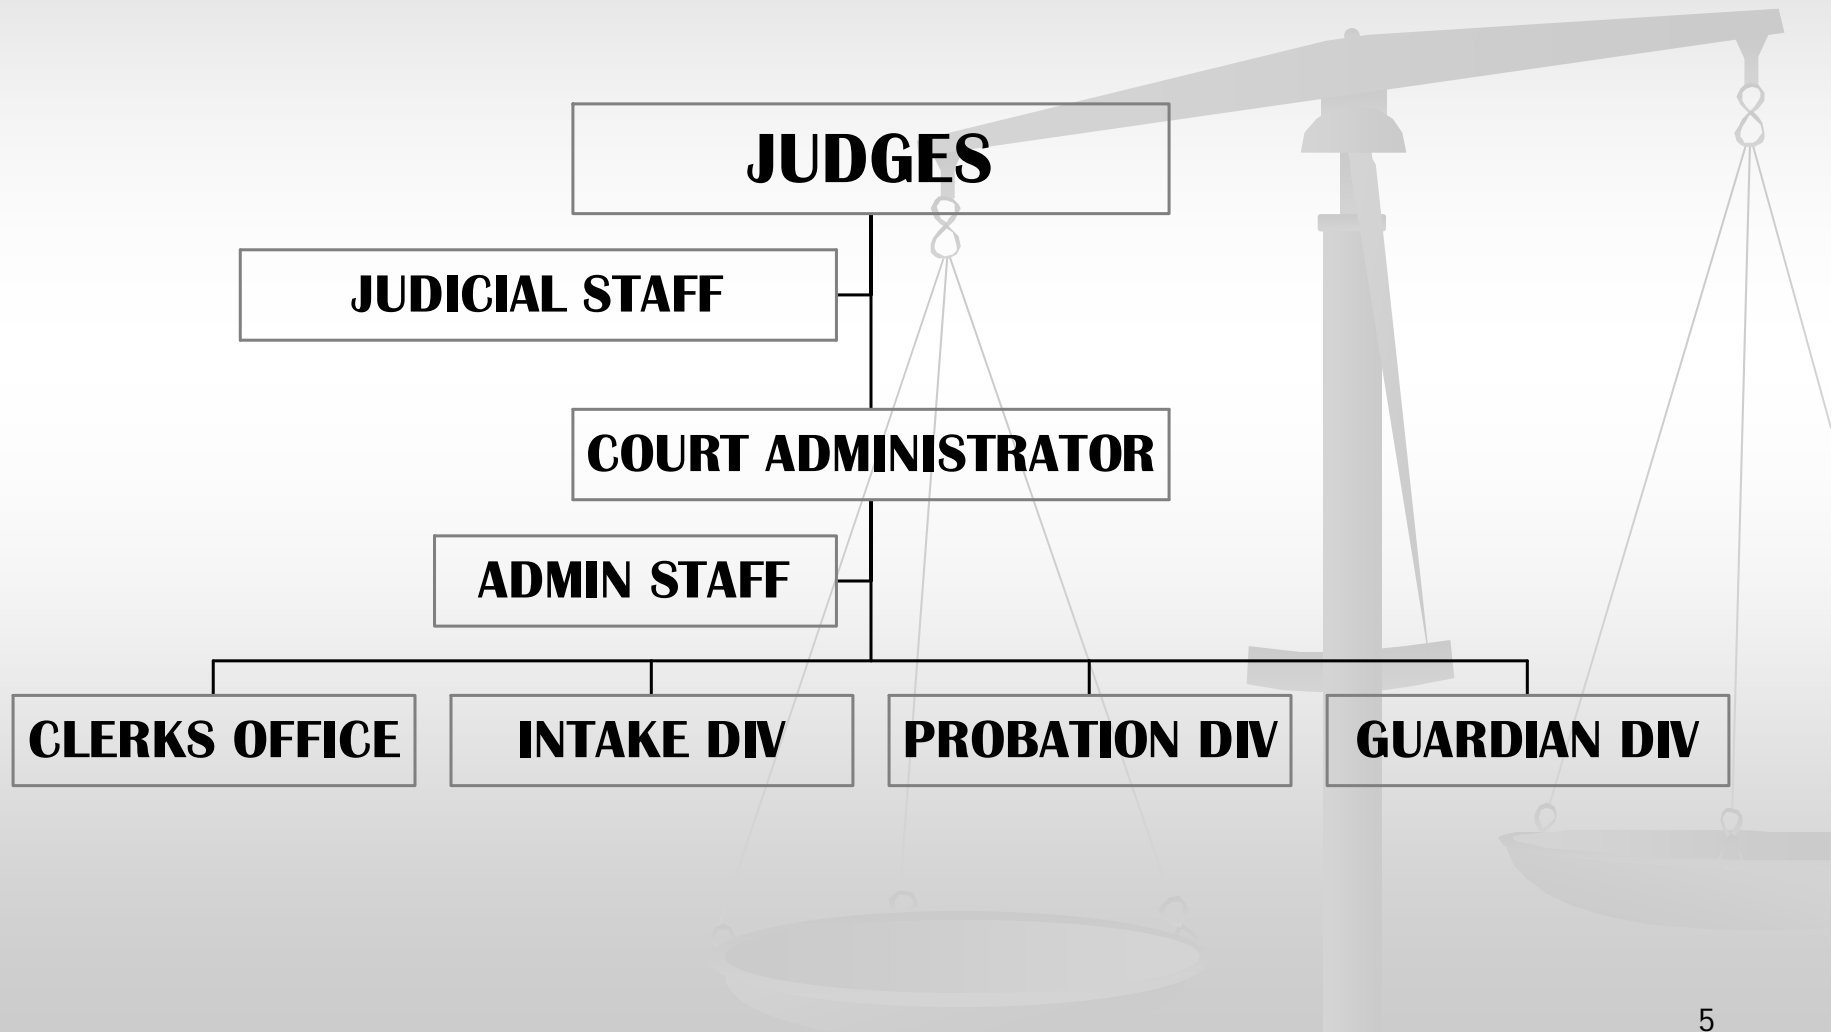 JUDGES
JUDICIAL STAFF
COURT ADMINISTRATOR
ADMIN STAFF
CLERKS OFFICE
INTAKE DIV
PROBATION DIV
GUARDIAN DIV
5